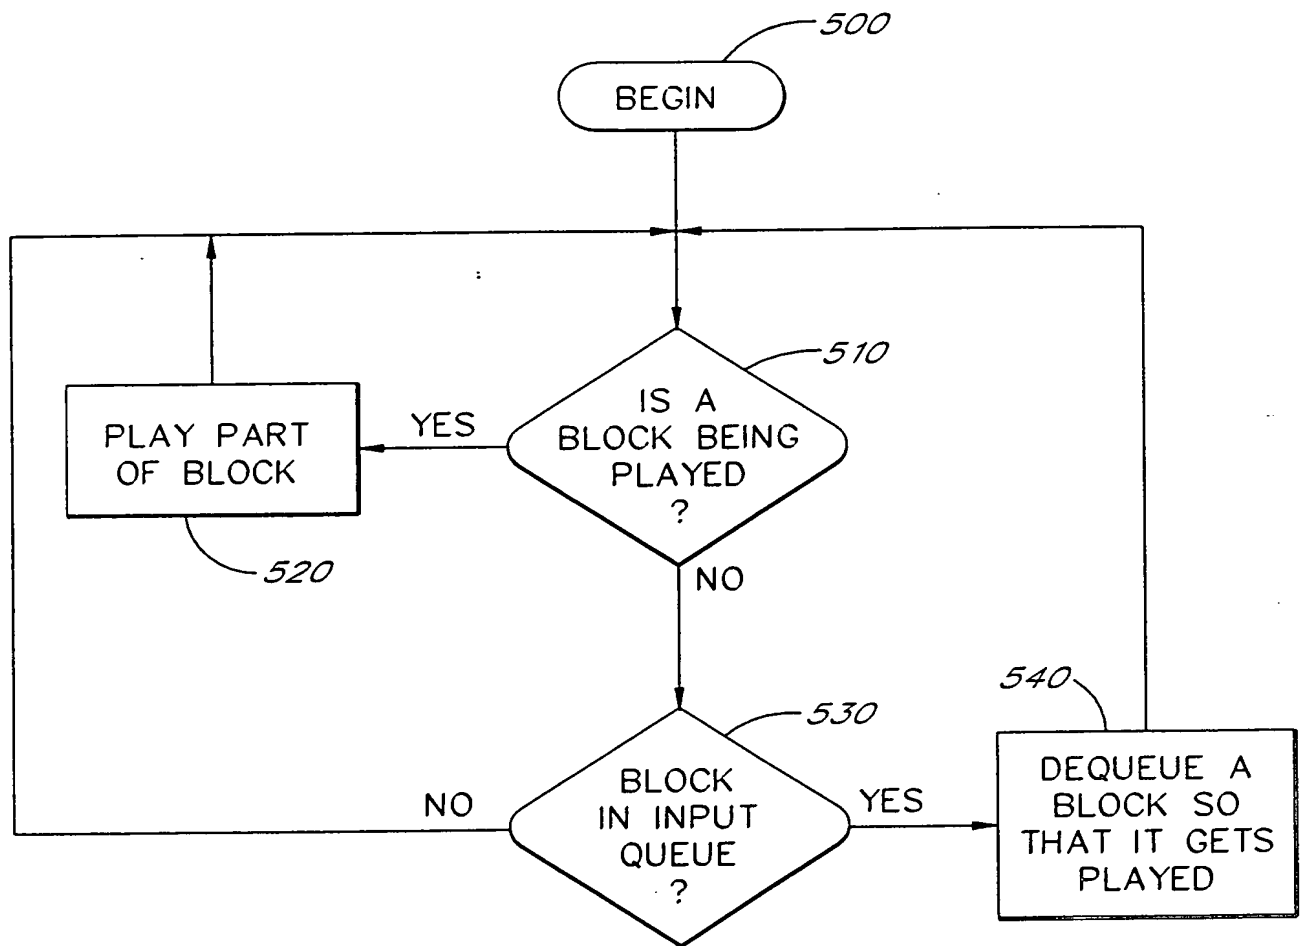 500
BEGIN
510
IS A
BLOCK BEING
PLAYED
?
YES
PLAY PART
OF BLOCK
520
NO
530
540
BLOCK
IN INPUT
QUEUE
?
NO
YES
DEQUEUE A
BLOCK SO
THAT IT GETS
PLAYED